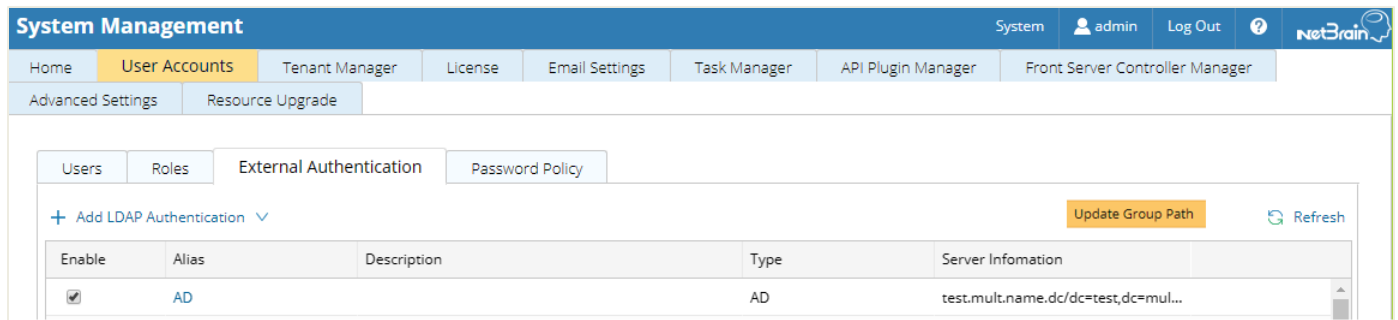 System Management System admin Log Out ? NetBrain
Home User Accounts Tenant Manager License Email Settings Task Manager API Plugin Manager Front Server Controller Manager
Advanced Settings Resource Upgrade
Users Roles External Authentication Password Policy
+ Add LDAP Authentication Update Group Path Refresh
Enable Alias Description Type Server Infomation
AD AD test.mult.name.dc/dc=test,dc=mul...